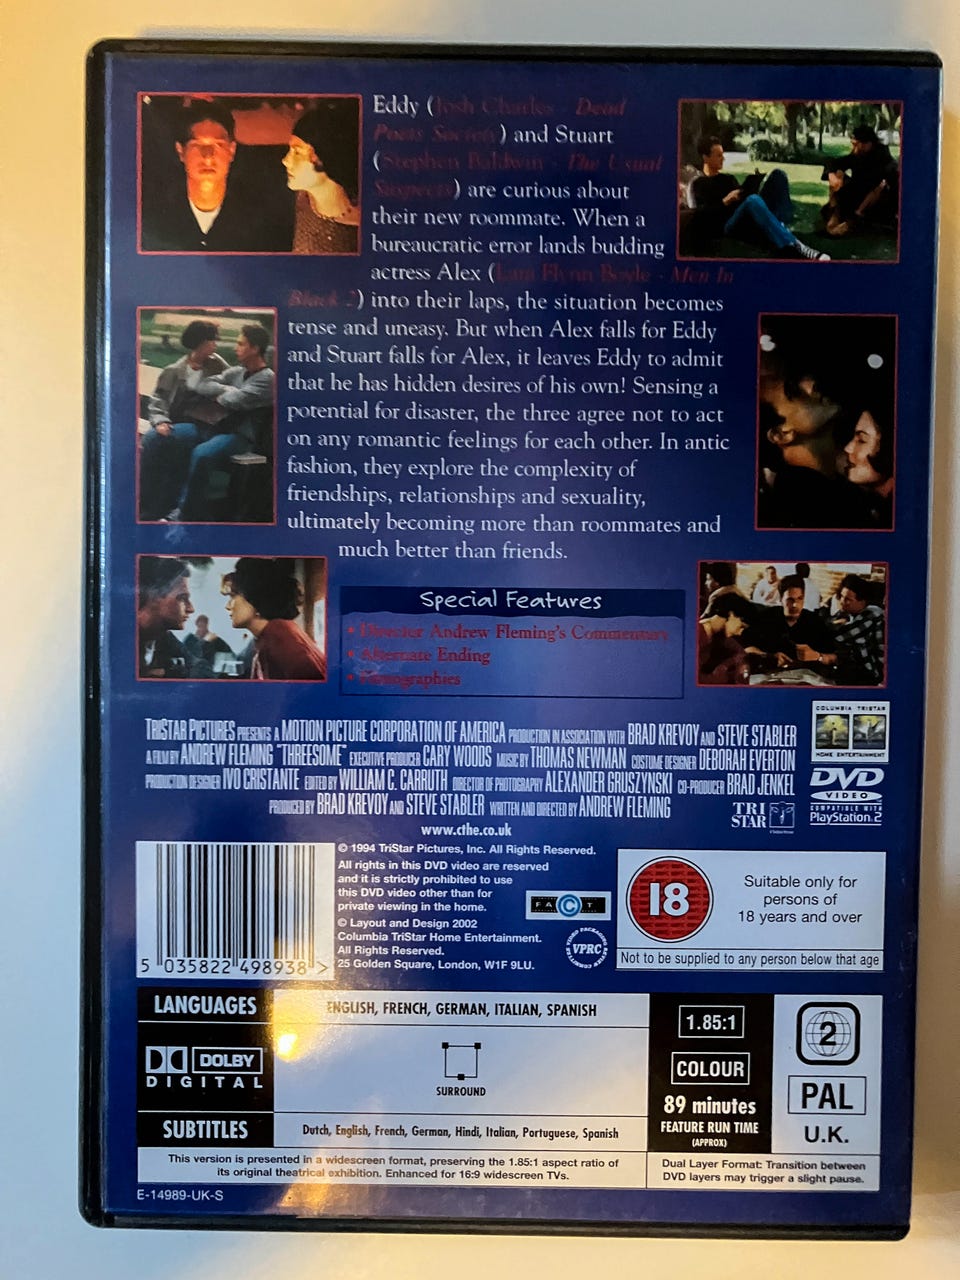 Eddy (Josh Charles - Dead
Poets Society) and Stuart
(Stephen Baldwin - The Usual
Suspects) are curious about
their new roommate. When a
bureaucratic error lands budding
actress Alex (Lara Flynn Boyle - Men In
Black 2) into their laps, the situation becomes
tense and uneasy. But when Alex falls for Eddy
and Stuart falls for Alex, it leaves Eddy to admit
that he has hidden desires of his own! Sensing a
potential for disaster, the three agree not to act
on any romantic feelings for each other. In antic
fashion, they explore the complexity of
friendships, relationships and sexuality,
ultimately becoming more than roommates and
much better than friends.
Special Features
• Director Andrew Fleming's Commentary
• Alternate Ending
• Filmographies
TRISTAR PICTURES PRESENTS A MOTION PICTURE CORPORATION OF AMERICA PRODUCTION IN ASSOCIATION WITH BRAD KREVOY AND STEVE STABLER
A FILM BY ANDREW FLEMING "THREESOME" EXECUTIVE PRODUCER CARY WOODS MUSIC BY THOMAS NEWMAN COSTUME DESIGNER DEBORAH EVERTON
PRODUCTION DESIGNER IVO CRISTANTE EDITED BY WILLIAM C. CARRUTH DIRECTOR OF PHOTOGRAPHY ALEXANDER GRUSZYNSKI CO-PRODUCER BRAD JENKEL
PRODUCED BY BRAD KREVOY AND STEVE STABLER WRITTEN AND DIRECTED BY ANDREW FLEMING
www.cthe.co.uk
TRI
STAR
COLUMBIA TRISTAR
HOME ENTERTAINMENT
DVD
VIDEO
COMPATIBLE WITH
PlayStation.2
© 1994 TriStar Pictures, Inc. All Rights Reserved.
All rights in this DVD video are reserved
and it is strictly prohibited to use
this DVD video other than for
private viewing in the home.
© Layout and Design 2002
Columbia TriStar Home Entertainment.
All Rights Reserved.
25 Golden Square, London, W1F 9LU.
5 035822 498938 >
FACT
VIDEO PACKAGING REVIEW COMMITTEE
VPRC
18
Suitable only for
persons of
18 years and over
Not to be supplied to any person below that age
LANGUAGES
ENGLISH, FRENCH, GERMAN, ITALIAN, SPANISH
DOLBY
DIGITAL
SURROUND
SUBTITLES
Dutch, English, French, German, Hindi, Italian, Portuguese, Spanish
1.85:1
COLOUR
89 minutes
FEATURE RUN TIME
(APPROX)
2
PAL
U.K.
This version is presented in a widescreen format, preserving the 1.85:1 aspect ratio of
its original theatrical exhibition. Enhanced for 16:9 widescreen TVs.
Dual Layer Format: Transition between
DVD layers may trigger a slight pause.
E-14989-UK-S